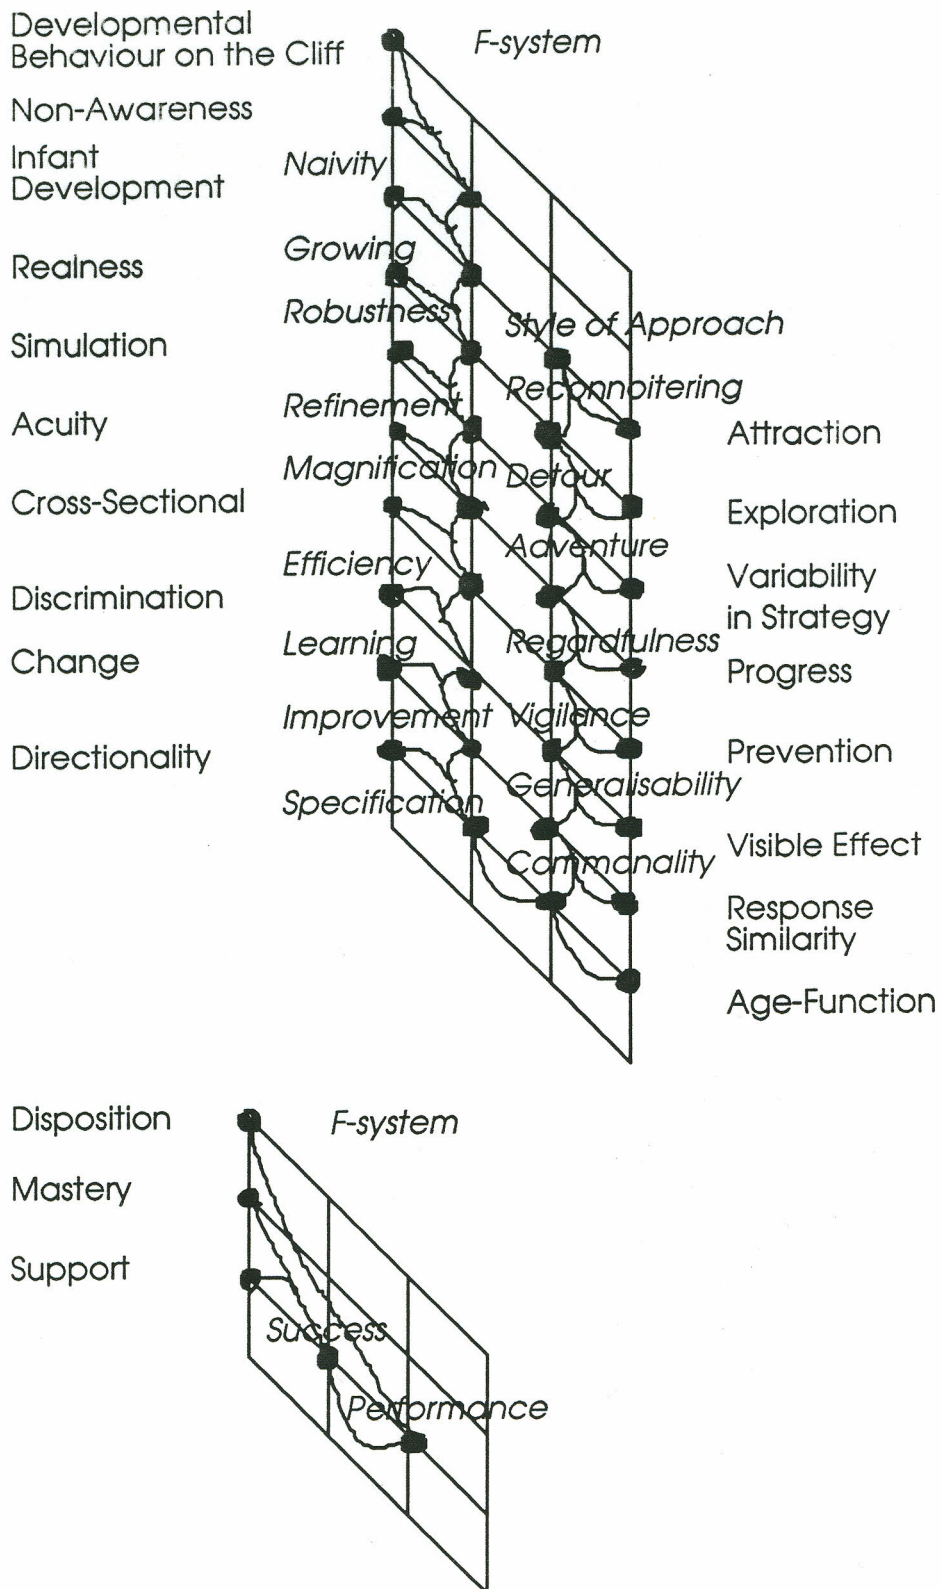 Developmental
Behaviour on the Cliff
F-system
Non-Awareness
Infant
Development
Naivity
Growing
Realness
Robustness
Style of Approach
Simulation
Reconnoitering
Refinement
Acuity
Attraction
Magnification
Detour
Cross-Sectional
Exploration
Adventure
Efficiency
Variability
in Strategy
Discrimination
Learning
Regardfulness
Change
Progress
Improvement
Vigilance
Directionality
Prevention
Generalisability
Specification
Visible Effect
Commonality
Response
Similarity
Age-Function
Disposition
F-system
Mastery
Support
Success
Performance